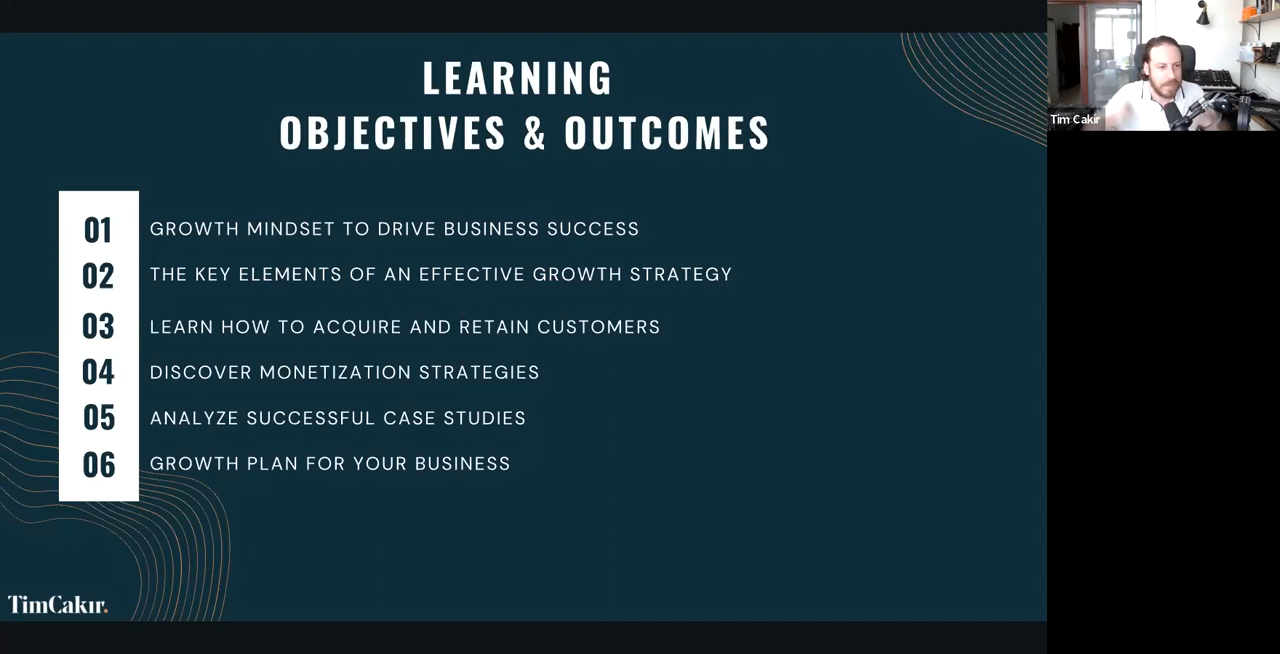 LEARNING
OBJECTIVES & OUTCOMES
01 GROWTH MINDSET TO DRIVE BUSINESS SUCCESS
02 THE KEY ELEMENTS OF AN EFFECTIVE GROWTH STRATEGY
03 LEARN HOW TO ACQUIRE AND RETAIN CUSTOMERS
04 DISCOVER MONETIZATION STRATEGIES
05 ANALYZE SUCCESSFUL CASE STUDIES
06 GROWTH PLAN FOR YOUR BUSINESS
TimCakır.
Tim Cakir